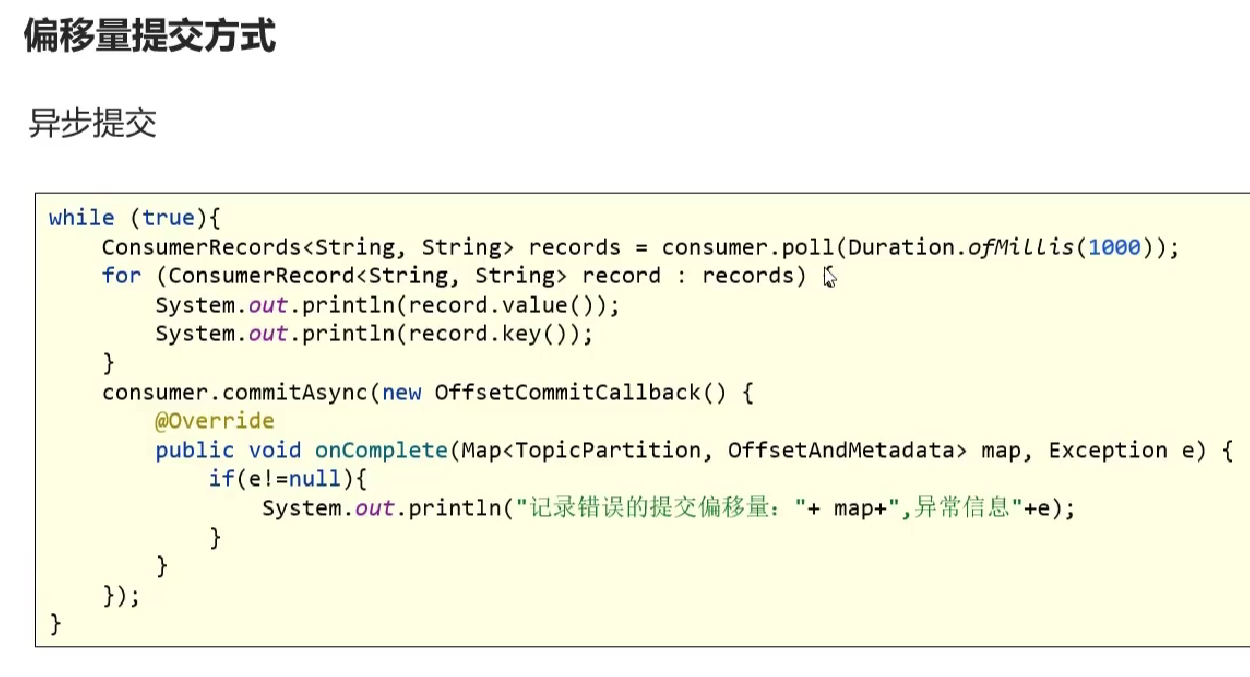 偏移量提交方式
异步提交
while (true){
    ConsumerRecords<String, String> records = consumer.poll(Duration.ofMillis(1000));
    for (ConsumerRecord<String, String> record : records) {
        System.out.println(record.value());
        System.out.println(record.key());
    }
    consumer.commitAsync(new OffsetCommitCallback() {
        @Override
        public void onComplete(Map<TopicPartition, OffsetAndMetadata> map, Exception e) {
            if(e!=null){
                System.out.println("记录错误的提交偏移量："+ map+",异常信息"+e);
            }
        }
    });
}